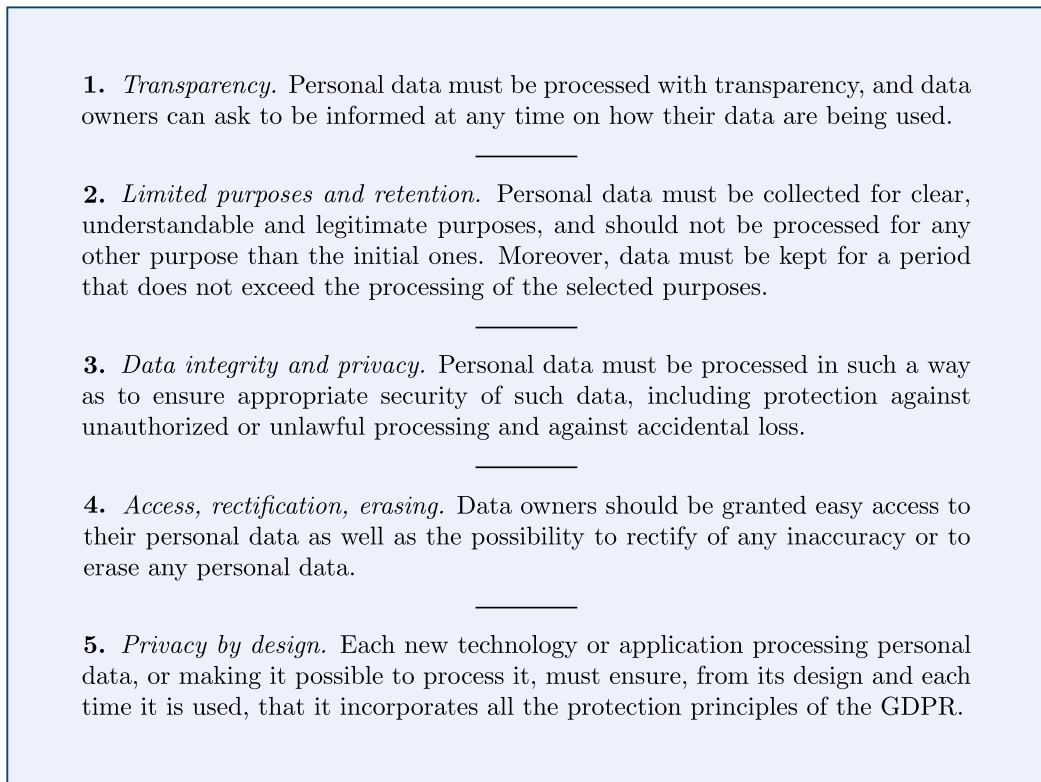 1. Transparency. Personal data must be processed with transparency, and data
owners can ask to be informed at any time on how their data are being used.
2. Limited purposes and retention. Personal data must be collected for clear,
understandable and legitimate purposes, and should not be processed for any
other purpose than the initial ones. Moreover, data must be kept for a period
that does not exceed the processing of the selected purposes.
3. Data integrity and privacy. Personal data must be processed in such a way
as to ensure appropriate security of such data, including protection against
unauthorized or unlawful processing and against accidental loss.
4. Access, rectification, erasing. Data owners should be granted easy access to
their personal data as well as the possibility to rectify of any inaccuracy or to
erase any personal data.
5. Privacy by design. Each new technology or application processing personal
data, or making it possible to process it, must ensure, from its design and each
time it is used, that it incorporates all the protection principles of the GDPR.